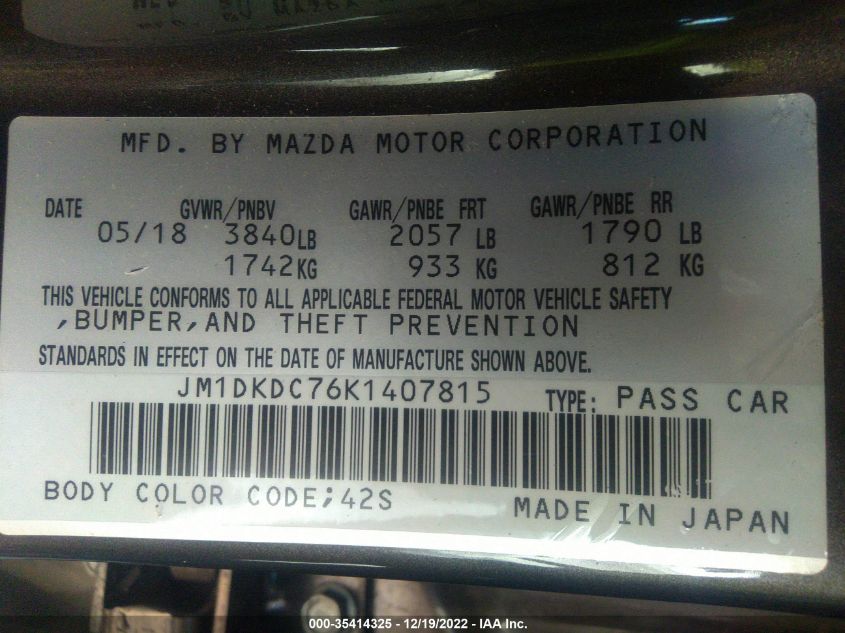 MFD. BY MAZDA MOTOR CORPORATION
DATE GVWR/PNBV GAWR/PNBE FRT GAWR/PNBE RR
05/18 3840LB 2057 LB 1790 LB
1742KG 933 KG 812 KG
THIS VEHICLE CONFORMS TO ALL APPLICABLE FEDERAL MOTOR VEHICLE SAFETY
,BUMPER,AND THEFT PREVENTION
STANDARDS IN EFFECT ON THE DATE OF MANUFACTURE SHOWN ABOVE.
JM1DKDC76K1407815 TYPE: PASS CAR
BODY COLOR CODE;42S MADE IN JAPAN
000-35414325 - 12/19/2022 - IAA Inc.